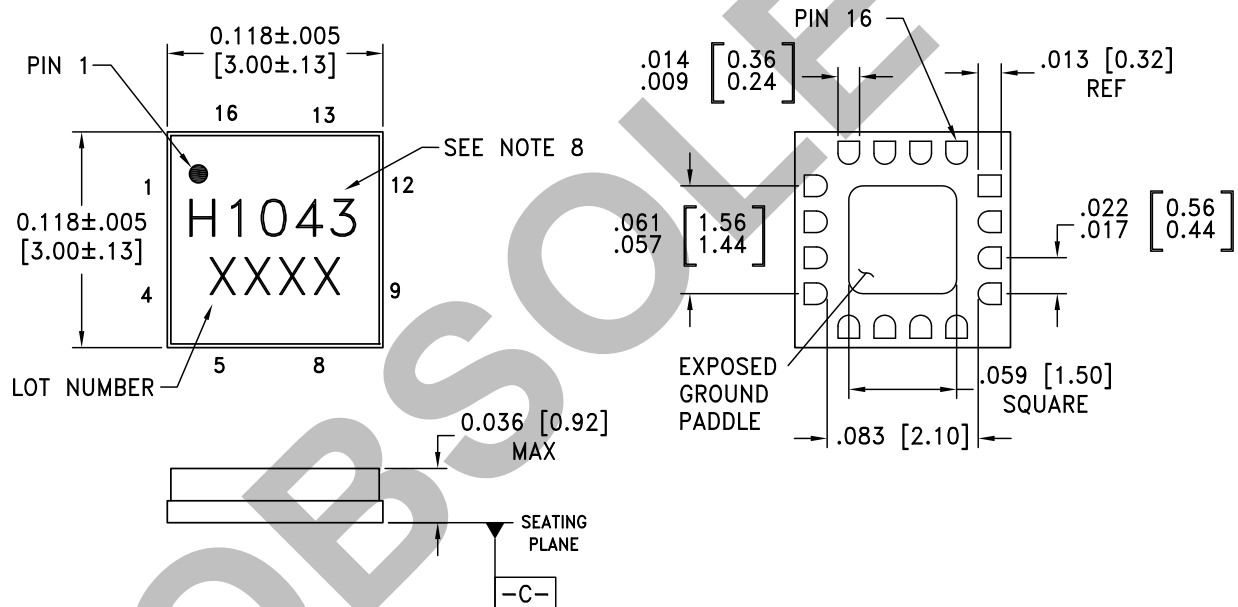 0.118±.005
[3.00±.13]
PIN 1
16 13
SEE NOTE 8
1
12
0.118±.005
[3.00±.13]
H1043
XXXX
4
9
5 8
LOT NUMBER
0.036 [0.92]
MAX
SEATING
PLANE
-C-
PIN 16
.014 [0.36]
.009 [0.24]
.013 [0.32]
REF
.061 [1.56]
.057 [1.44]
.022 [0.56]
.017 [0.44]
EXPOSED
GROUND
PADDLE
.059 [1.50]
SQUARE
.083 [2.10]
OBSOLE